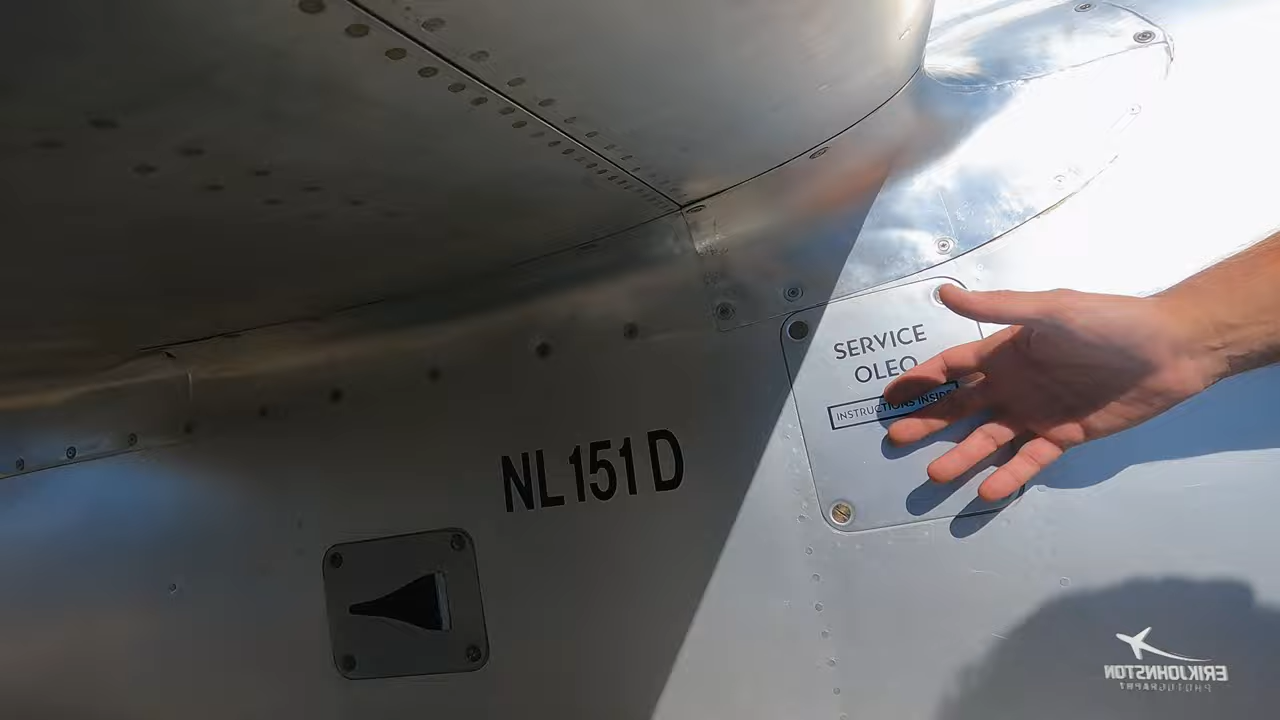 SERVICE
OLEO
INSTRUCTIONS INSIDE
NL151D
ERIKJOHNSTON
PHOTOGRAPHY